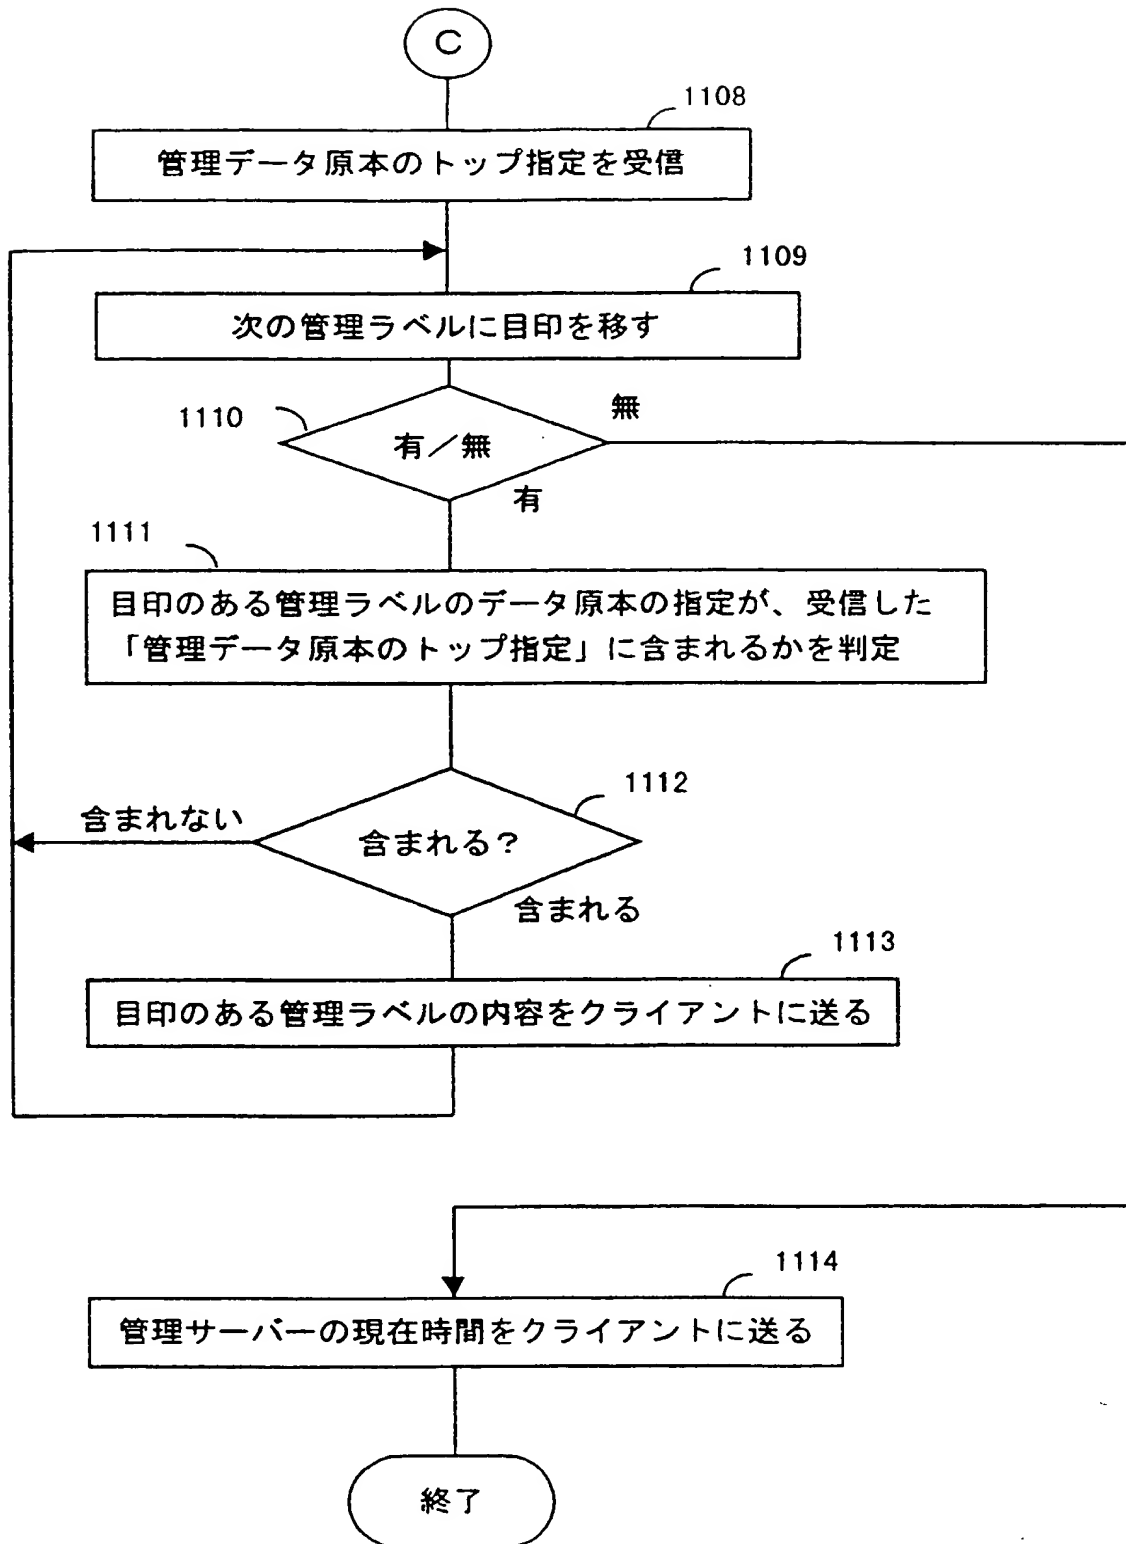 C
1108
管理データ原本のトップ指定を受信
1109
次の管理ラベルに目印を移す
1110
無
有／無
有
1111
目印のある管理ラベルのデータ原本の指定が、受信した
「管理データ原本のトップ指定」に含まれるかを判定
1112
含まれない
含まれる？
含まれる
1113
目印のある管理ラベルの内容をクライアントに送る
1114
管理サーバーの現在時間をクライアントに送る
終了